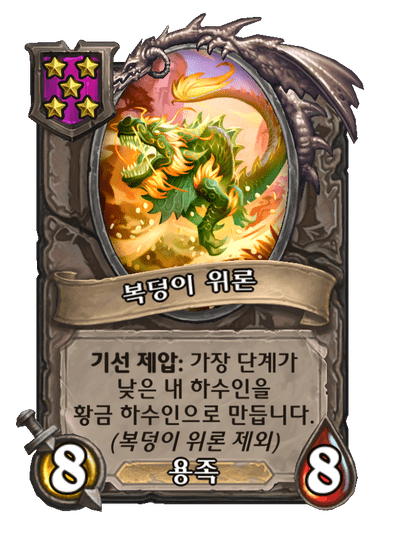 복덩이 위론
기선 제압: 가장 단계가
낮은 내 하수인을
황금 하수인으로 만듭니다.
(복덩이 위론 제외)
8
용족
8